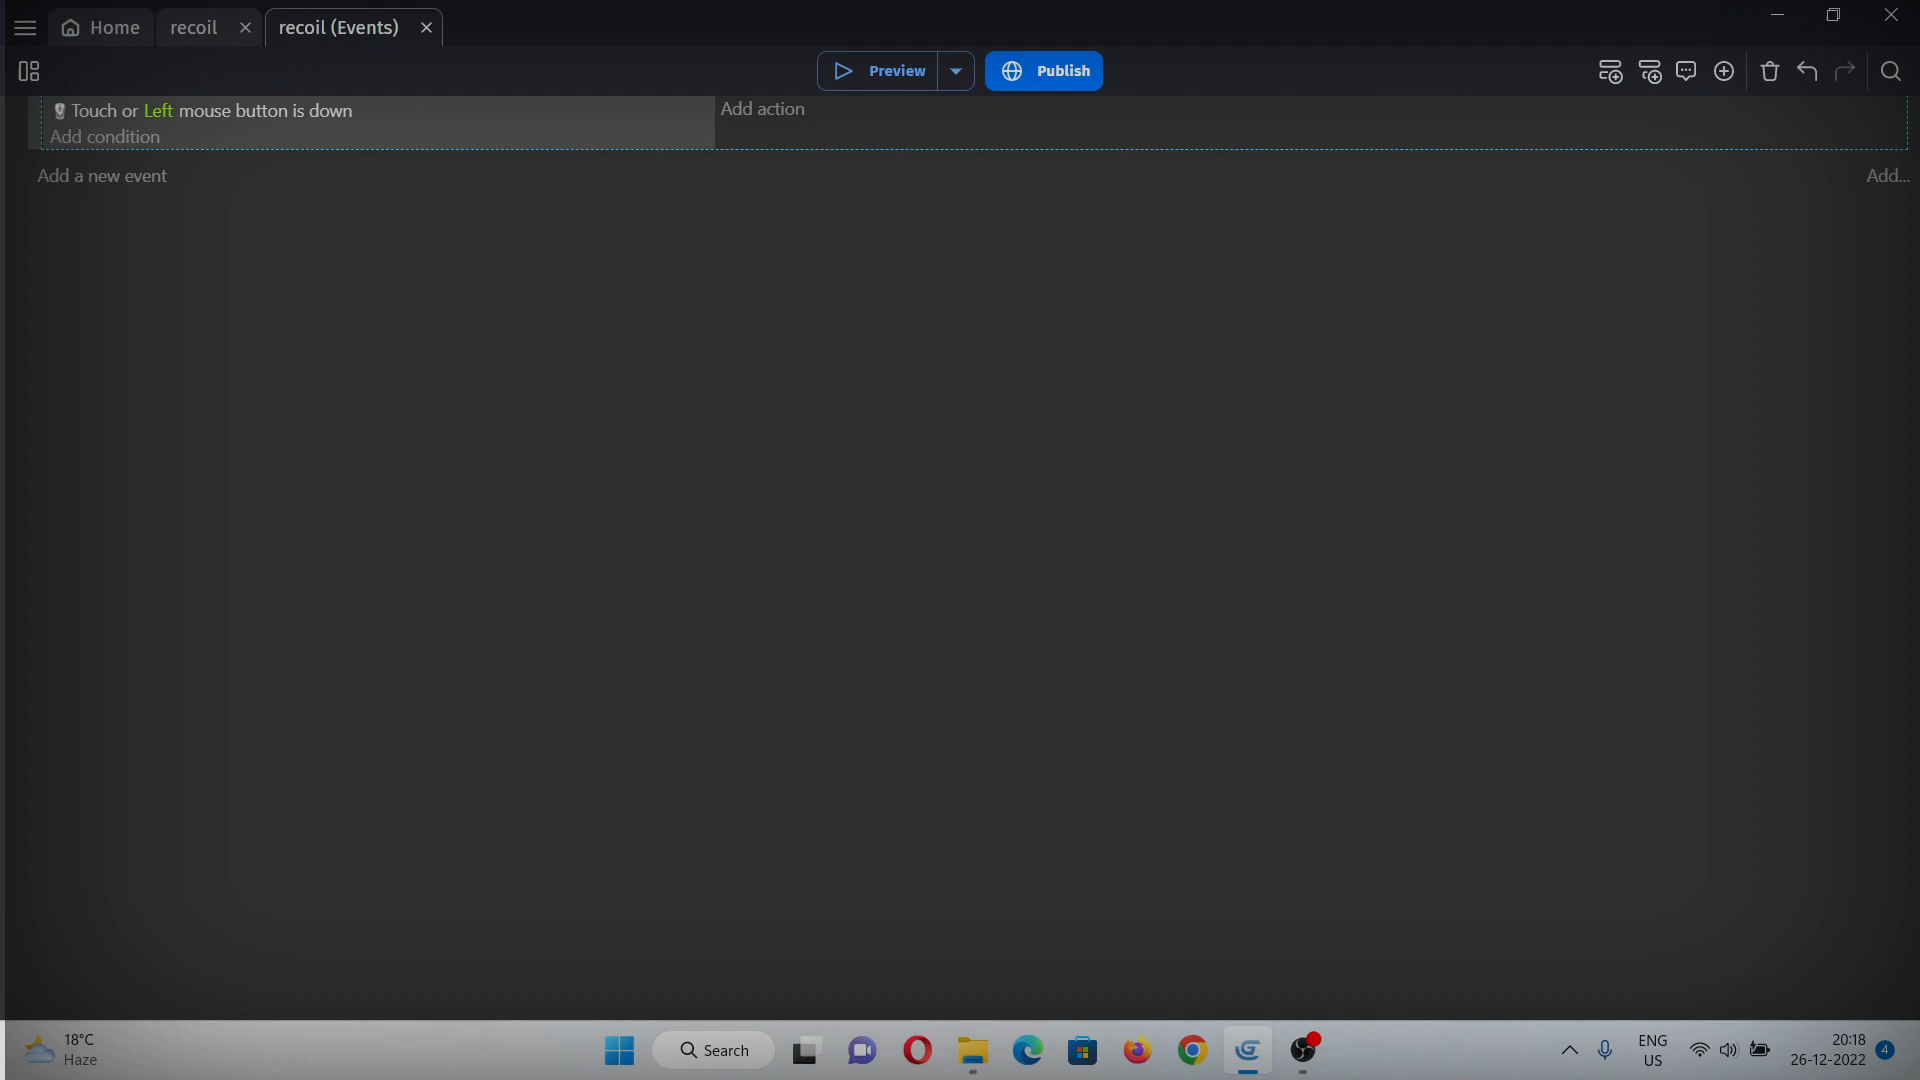 Home
recoil
recoil (Events)
Preview
Publish
Touch or Left mouse button is down
Add action
Add condition
Add a new event
Add...
18°C
Haze
Search
ENG
US
20:18
26-12-2022
4